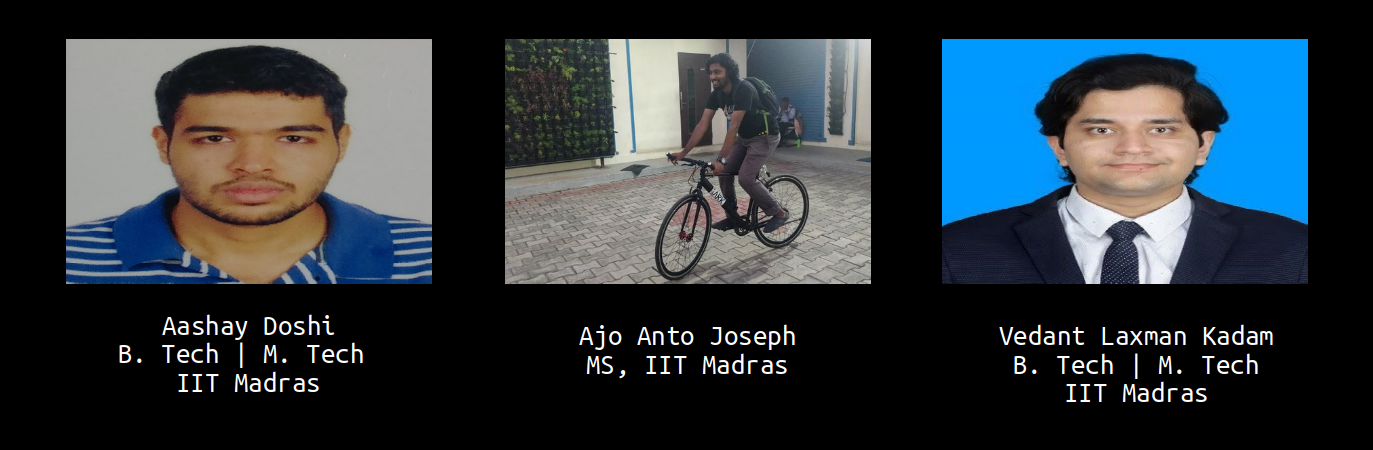 Aashay Doshi
B. Tech | M. Tech
IIT Madras
Ajo Anto Joseph
MS, IIT Madras
Vedant Laxman Kadam
B. Tech | M. Tech
IIT Madras